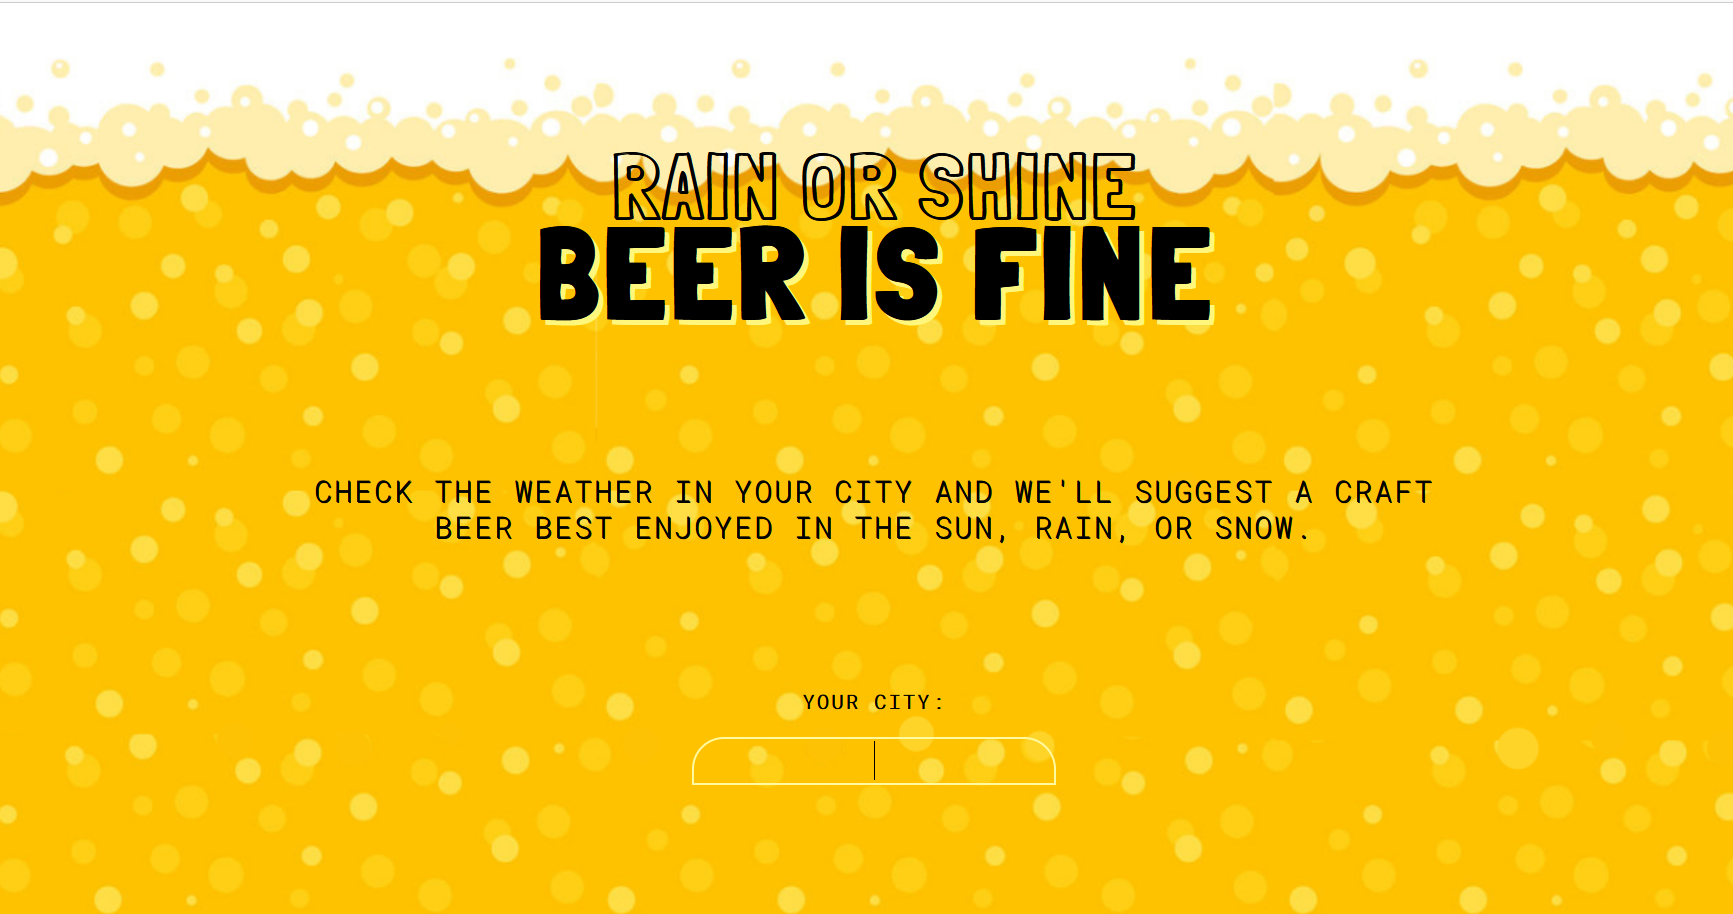 RAIN OR SHINE
BEER IS FINE
CHECK THE WEATHER IN YOUR CITY AND WE'LL SUGGEST A CRAFT
BEER BEST ENJOYED IN THE SUN, RAIN, OR SNOW.
YOUR CITY: